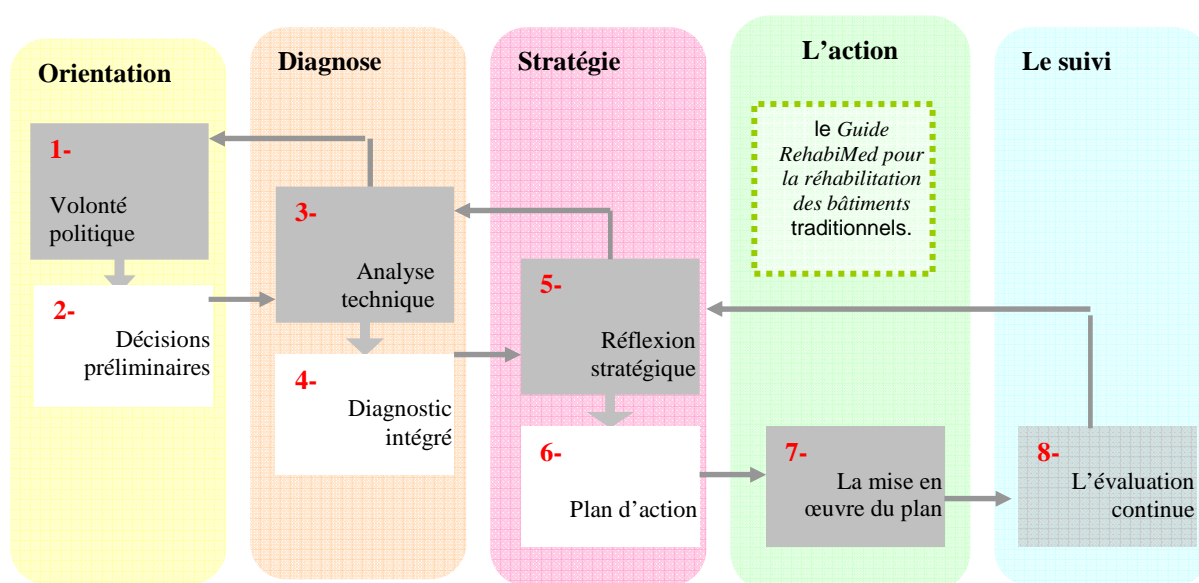 Orientation
1-
Volonté
politique
2-
Décisions
préliminaires
Diagnose
3-
Analyse
technique
4-
Diagnostic
intégré
Stratégie
5-
Réflexion
stratégique
6-
Plan d’action
L’action
le Guide
RehabiMed pour
la réhabilitation
des bâtiments
traditionnels.
7-
La mise en
œuvre du plan
Le suivi
8-
L’évaluation
continue